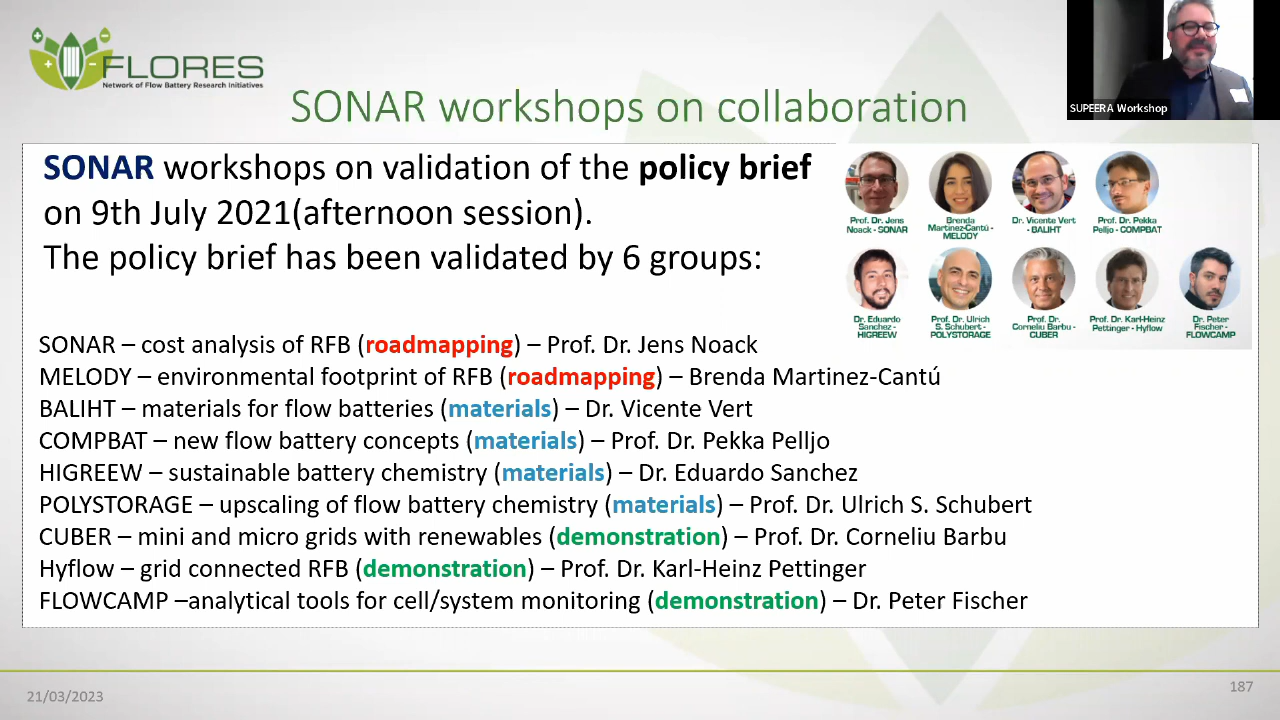 FLORES
Network of Flow Battery Research Initiatives
SONAR workshops on collaboration
SUPEERA Workshop
SONAR workshops on validation of the policy brief
on 9th July 2021(afternoon session).
The policy brief has been validated by 6 groups:
Prof. Dr. Jens
Noack - SONAR
Brenda
Martinez-Cantú -
MELODY
Dr. Vicente Vert
- BALIHT
Prof. Dr. Pekka
Peljo - COMPBAT
Dr. Eduardo
Sanchez -
HIGREEW
Prof. Dr. Ulrich
S. Schubert -
POLYSTORAGE
Prof. Dr.
Corneliu Barbu -
CUBER
Prof. Dr. Karl-Heinz
Pettinger - Hyflow
Dr. Peter
Fischer -
FLOWCAMP
SONAR – cost analysis of RFB (roadmapping) – Prof. Dr. Jens Noack
MELODY – environmental footprint of RFB (roadmapping) – Brenda Martinez-Cantú
BALIHT – materials for flow batteries (materials) – Dr. Vicente Vert
COMPBAT – new flow battery concepts (materials) – Prof. Dr. Pekka Pelljo
HIGREEW – sustainable battery chemistry (materials) – Dr. Eduardo Sanchez
POLYSTORAGE – upscaling of flow battery chemistry (materials) – Prof. Dr. Ulrich S. Schubert
CUBER – mini and micro grids with renewables (demonstration) – Prof. Dr. Corneliu Barbu
Hyflow – grid connected RFB (demonstration) – Prof. Dr. Karl-Heinz Pettinger
FLOWCAMP –analytical tools for cell/system monitoring (demonstration) – Dr. Peter Fischer
21/03/2023
187